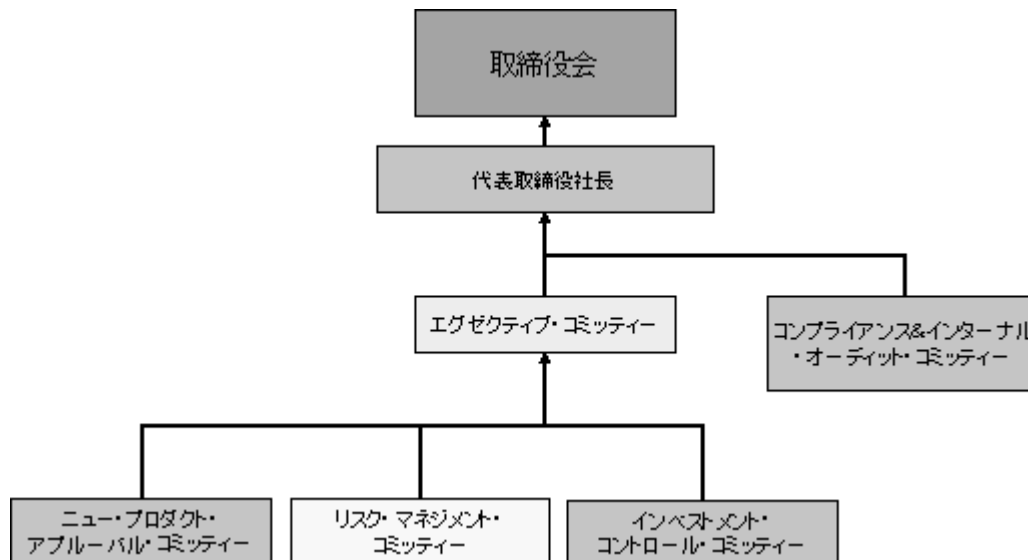 取締役会
代表取締役社長
エグゼクティブ・コミッティー
コンプライアンス&インターナル
・オーディット・コミッティー
ニュー・プロダクト・
アプルーバル・コミッティー
リスク・マネジメント・
コミッティー
インベストメント・
コントロール・コミッティー